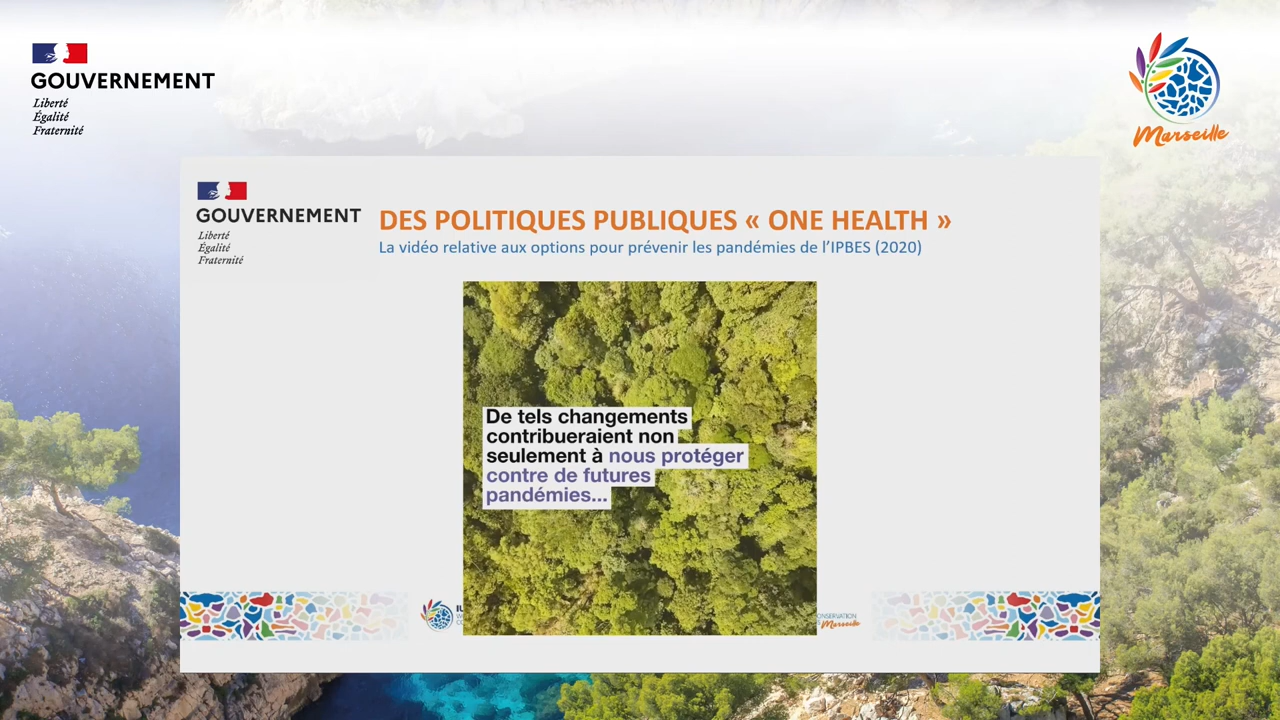 GOUVERNEMENT
Liberté
Égalité
Fraternité
Marseille
GOUVERNEMENT
Liberté
Égalité
Fraternité
DES POLITIQUES PUBLIQUES « ONE HEALTH »
La vidéo relative aux options pour prévenir les pandémies de l'IPBES (2020)
De tels changements
contribueraient non
seulement à nous protéger
contre de futures
pandémies...
Marseille